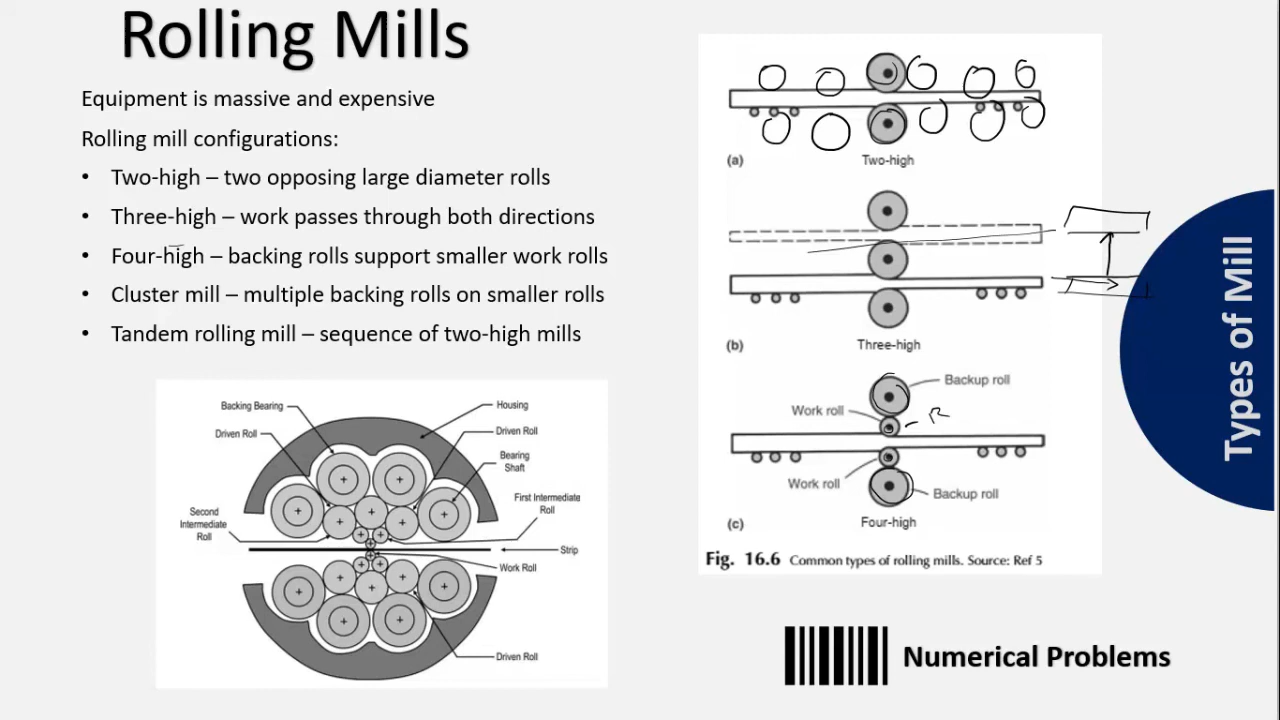 Rolling Mills
Equipment is massive and expensive
Rolling mill configurations:
• Two-high – two opposing large diameter rolls
• Three-high – work passes through both directions
• Four-high – backing rolls support smaller work rolls
• Cluster mill – multiple backing rolls on smaller rolls
• Tandem rolling mill – sequence of two-high mills
Backing Bearing
Housing
Driven Roll
Driven Roll
Bearing
Shaft
First Intermediate
Roll
Second
Intermediate
Roll
Strip
Work Roll
Driven Roll
(a)
Two-high
(b)
Three-high
Backup roll
Work roll
R
Work roll
Backup roll
(c)
Four-high
Fig. 16.6 Common types of rolling mills. Source: Ref 5
Types of Mill
Numerical Problems